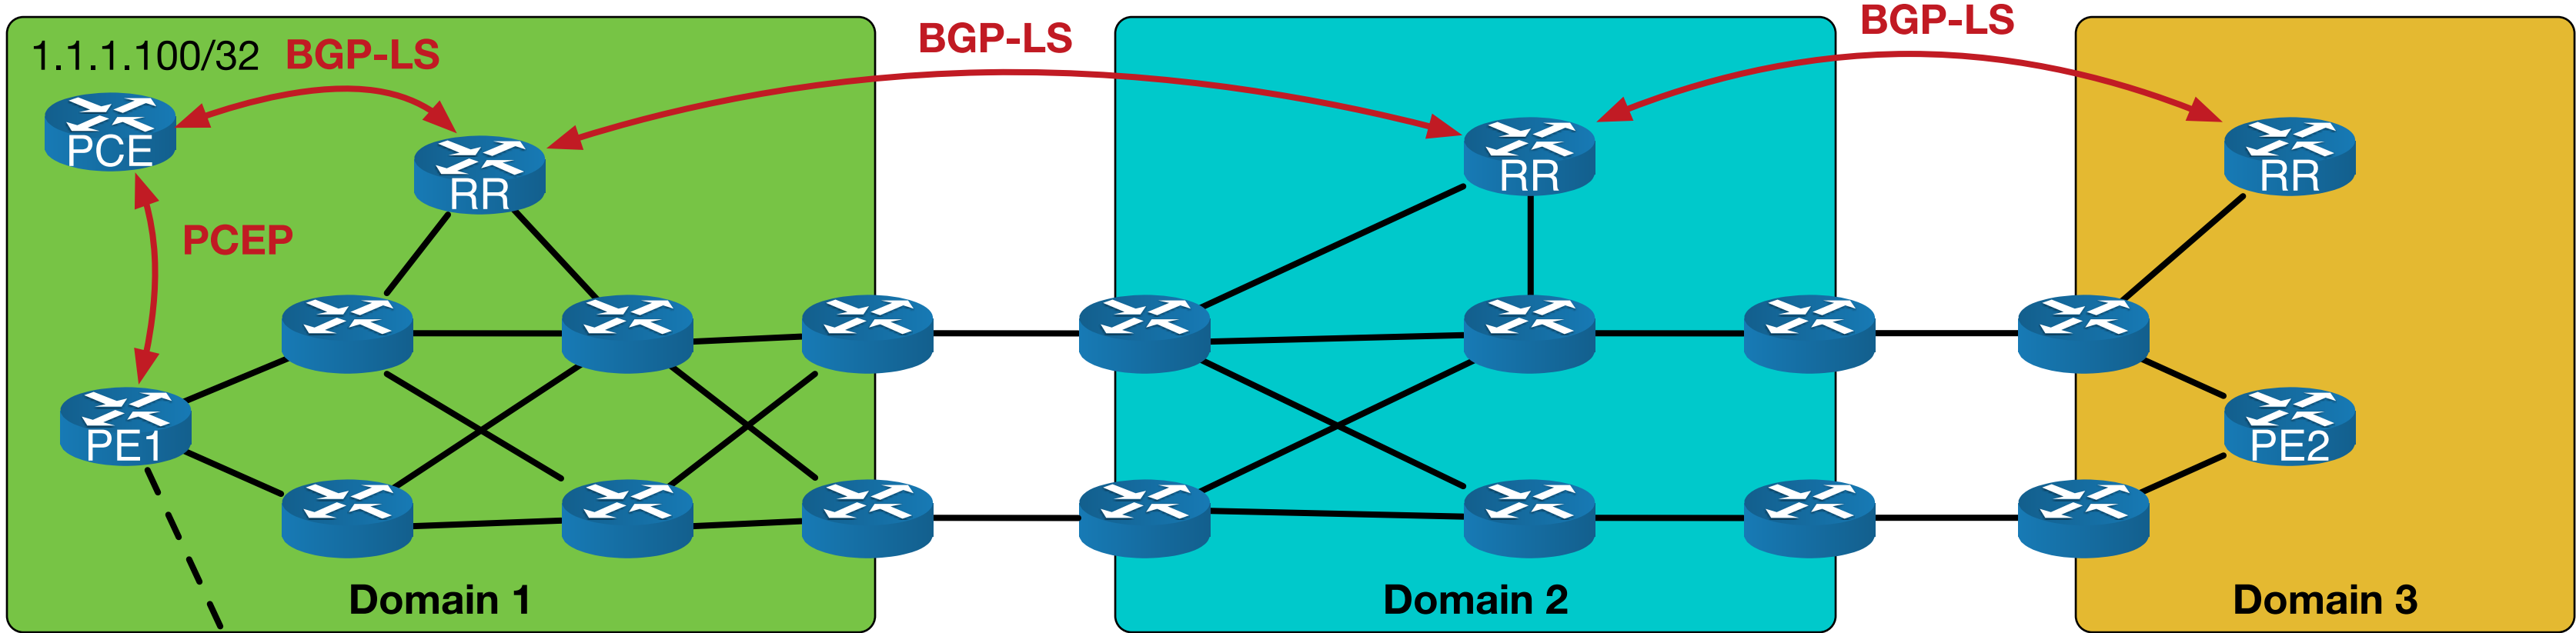 1.1.1.100/32 BGP-LS
BGP-LS
BGP-LS
PCE
RR
RR
RR
PCEP
PE1
PE2
Domain 1
Domain 2
Domain 3